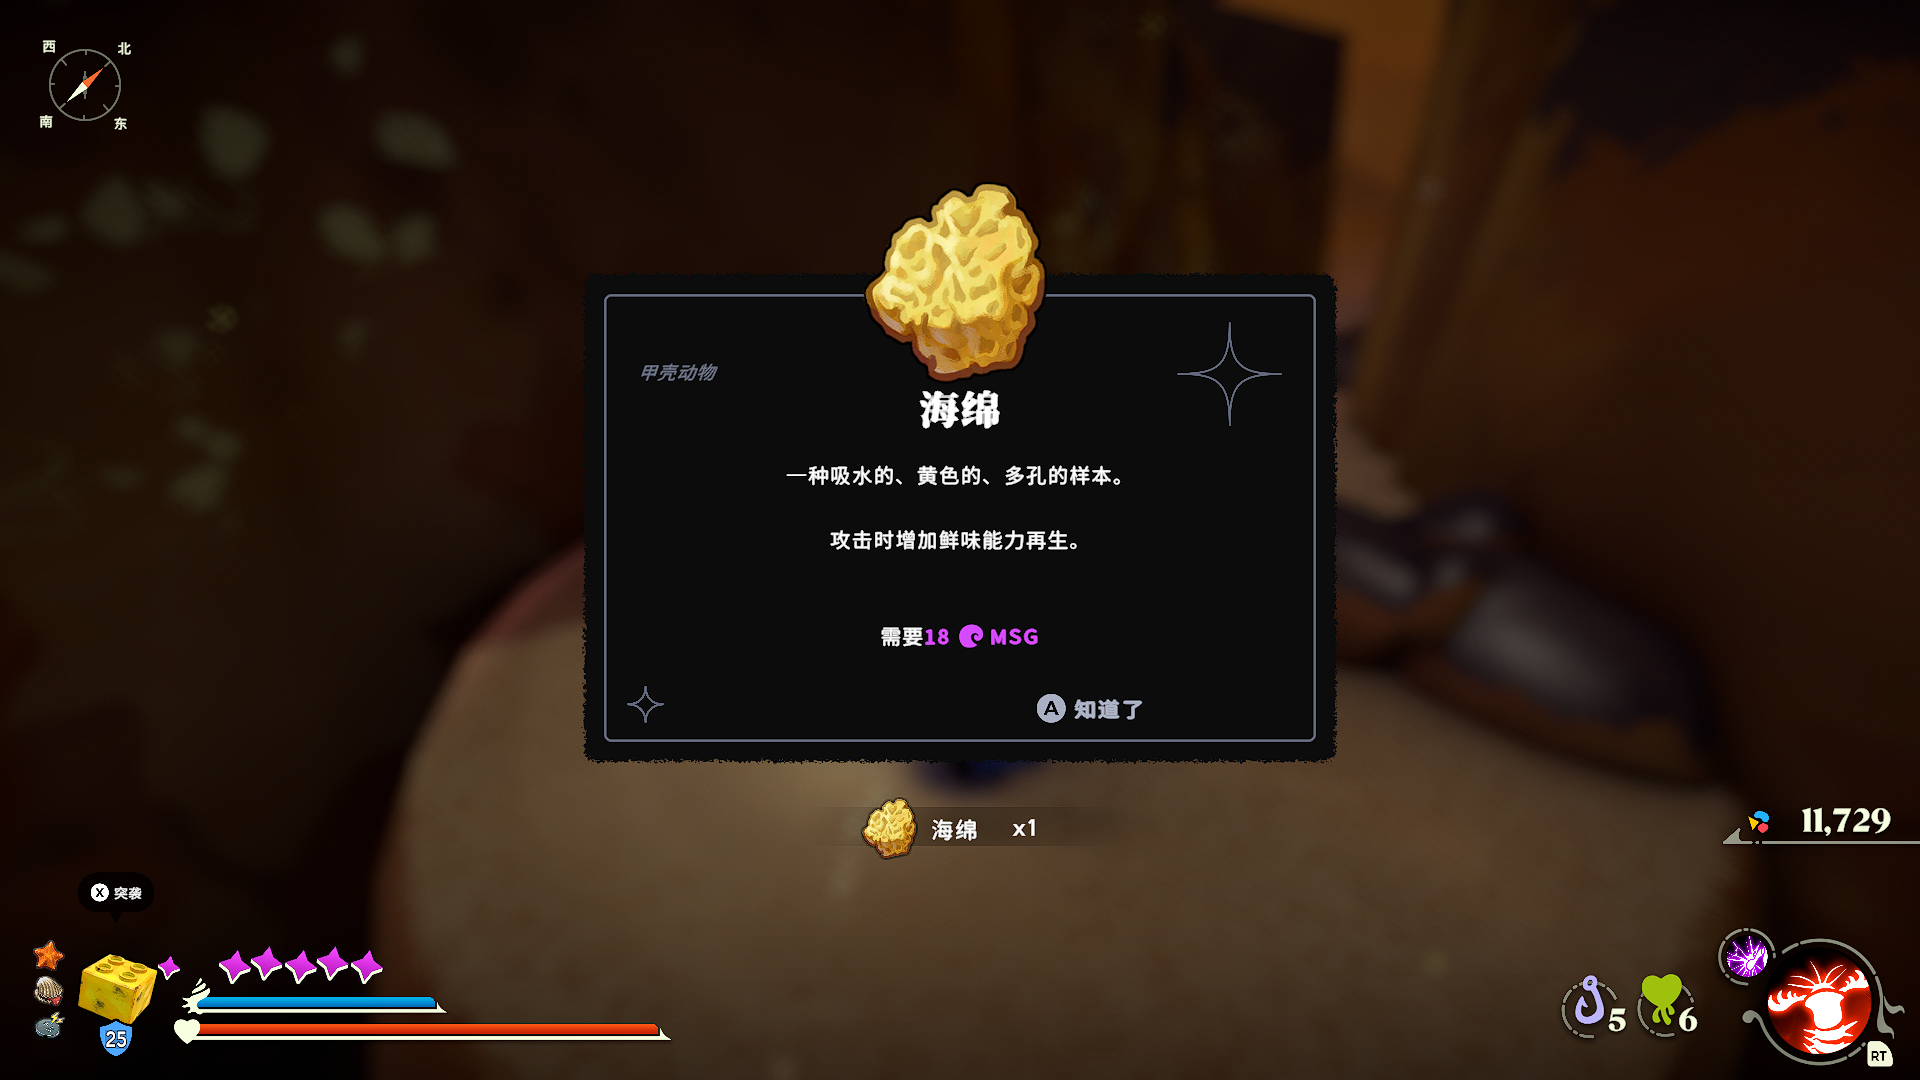 西 北
南 东
甲壳动物
海绵
一种吸水的、黄色的、多孔的样本。
攻击时增加鲜味能力再生。
需要18 MSG
A 知道了
海绵 x1
11,729
X 突袭
25
5
6
RT